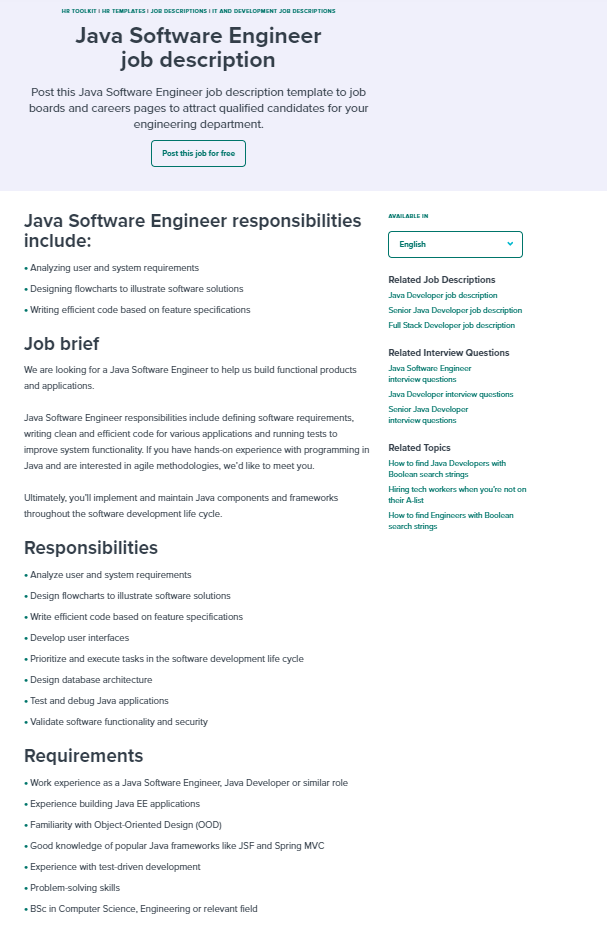 HR TOOLKIT | HR TEMPLATES | JOB DESCRIPTIONS | IT AND DEVELOPMENT JOB DESCRIPTIONS
Java Software Engineer
job description
Post this Java Software Engineer job description template to job
boards and careers pages to attract qualified candidates for your
engineering department.
Post this job for free
Java Software Engineer responsibilities
include:
• Analyzing user and system requirements
• Designing flowcharts to illustrate software solutions
• Writing efficient code based on feature specifications
Job brief
We are looking for a Java Software Engineer to help us build functional products
and applications.
Java Software Engineer responsibilities include defining software requirements,
writing clean and efficient code for various applications and running tests to
improve system functionality. If you have hands-on experience with programming in
Java and are interested in agile methodologies, we'd like to meet you.
Ultimately, you'll implement and maintain Java components and frameworks
throughout the software development life cycle.
Responsibilities
• Analyze user and system requirements
• Design flowcharts to illustrate software solutions
• Write efficient code based on feature specifications
• Develop user interfaces
• Prioritize and execute tasks in the software development life cycle
• Design database architecture
• Test and debug Java applications
• Validate software functionality and security
Requirements
• Work experience as a Java Software Engineer, Java Developer or similar role
• Experience building Java EE applications
• Familiarity with Object-Oriented Design (OOD)
• Good knowledge of popular Java frameworks like JSF and Spring MVC
• Experience with test-driven development
• Problem-solving skills
• BSc in Computer Science, Engineering or relevant field
AVAILABLE IN
English
Related Job Descriptions
Java Developer job description
Senior Java Developer job description
Full Stack Developer job description
Related Interview Questions
Java Software Engineer
interview questions
Java Developer interview questions
Senior Java Developer
interview questions
Related Topics
How to find Java Developers with
Boolean search strings
Hiring tech workers when you're not on
their A-list
How to find Engineers with Boolean
search strings